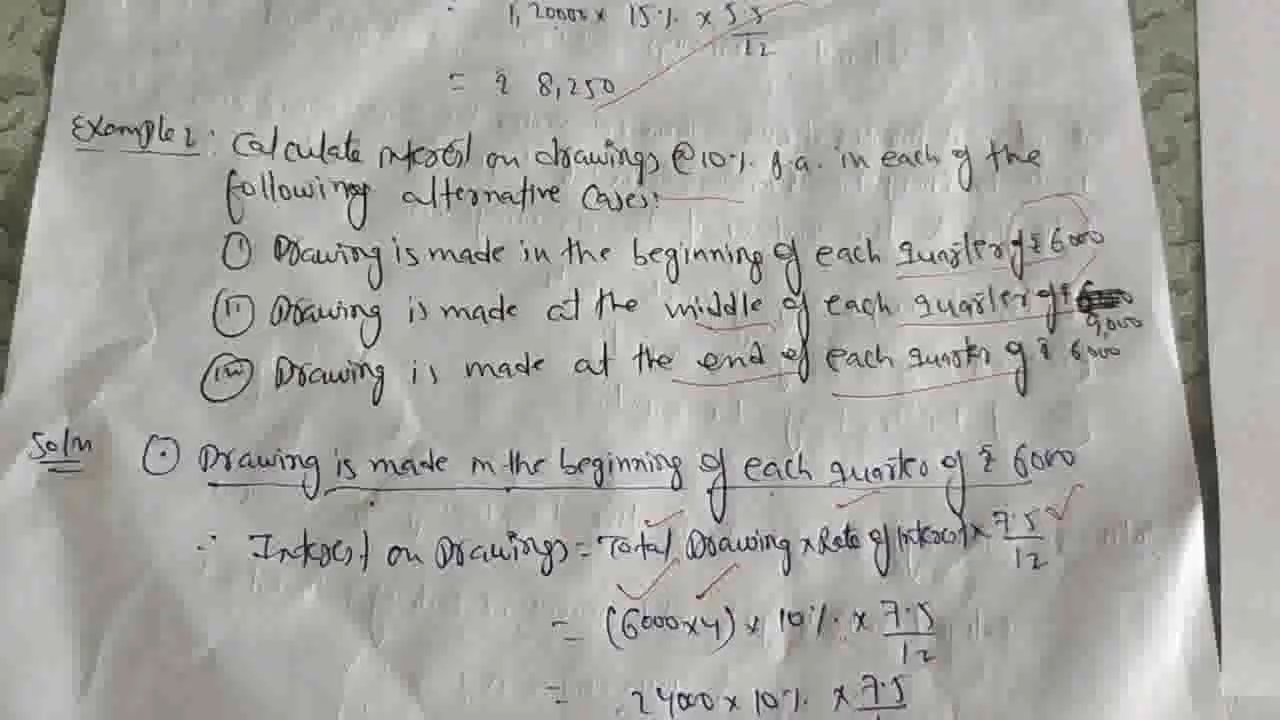 1,20000 x 15% x 5.5
12
= ₹ 8,250
Example 2: Calculate interest on drawings @ 10% p.a. in each of the
following alternative cases:
(i) Drawing is made in the beginning of each quarter of ₹ 6000
(ii) Drawing is made at the middle of each quarter of ₹ 9,000
(iii) Drawing is made at the end of each quarter of ₹ 6,000
Soln
(•) Drawing is made in the beginning of each quarter of ₹ 6000
∴ Interest on Drawings = Total Drawing x Rate of Interest x 7.5
12
= (6000 x 4) x 10% x 7.5
12
= 24000 x 10% x 7.5